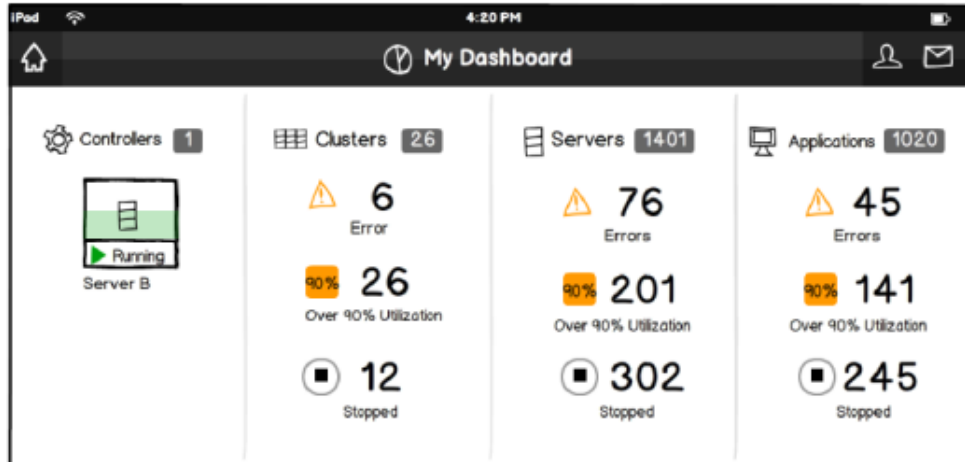 iPod
4:20 PM
My Dashboard
Controllers 1
Running
Server B
Clusters 26
6
Error
90% 26
Over 90% Utilization
12
Stopped
Servers 1401
76
Errors
90% 201
Over 90% Utilization
302
Stopped
Applications 1020
45
Errors
90% 141
Over 90% Utilization
245
Stopped